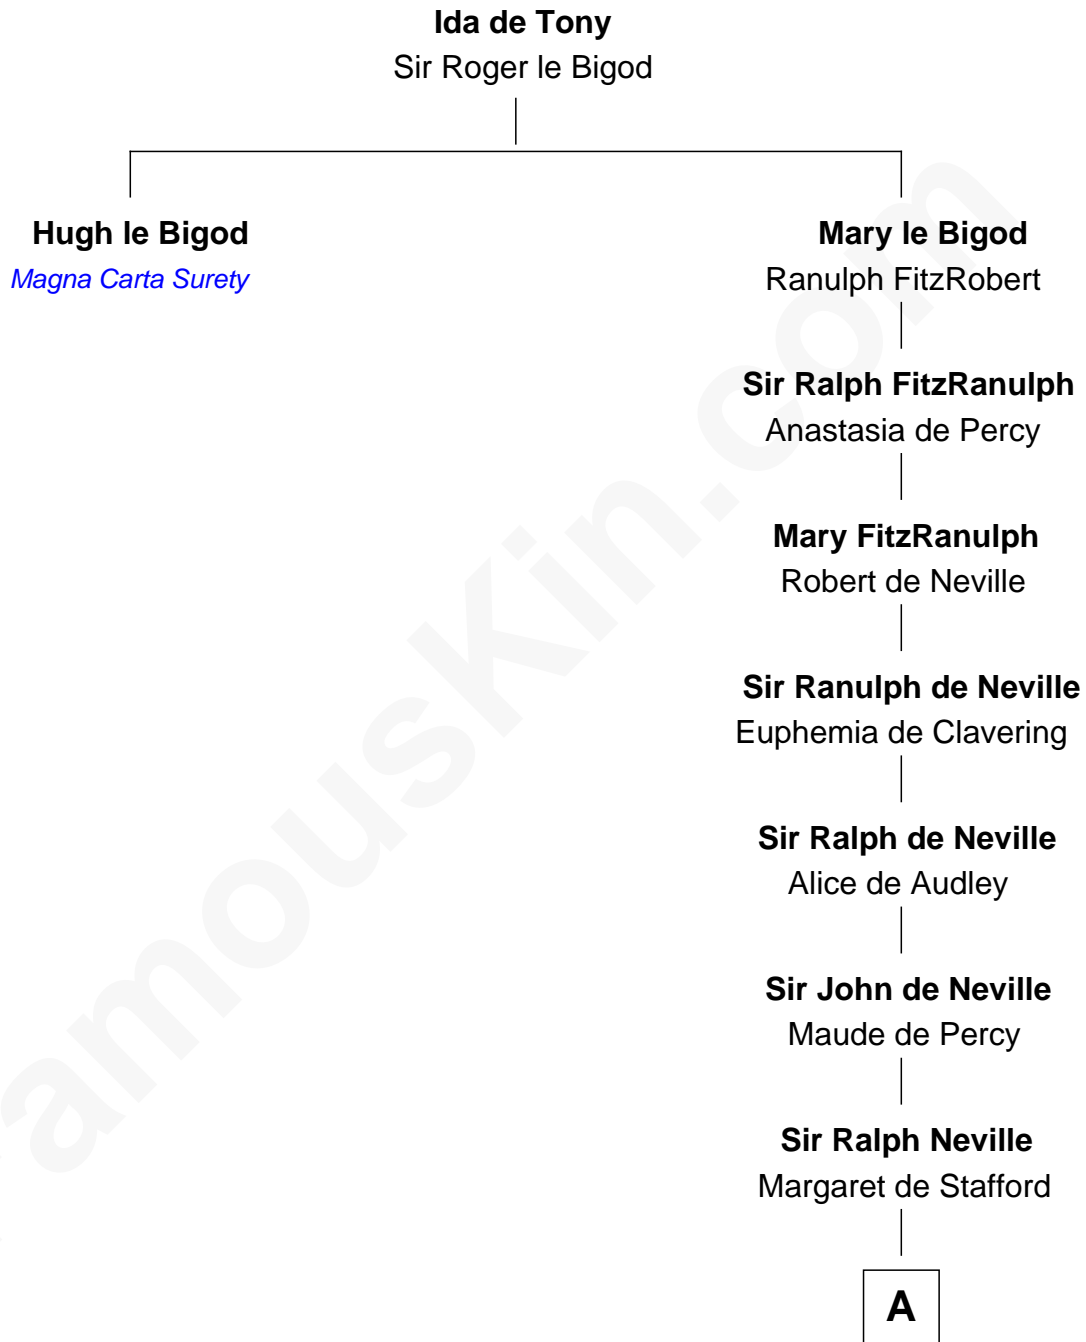 Ida de Tony
Sir Roger le Bigod
Hugh le Bigod
Magna Carta Surety
Mary le Bigod
Ranulph FitzRobert
Sir Ralph FitzRanulph
Anastasia de Percy
Mary FitzRanulph
Robert de Neville
Sir Ranulph de Neville
Euphemia de Clavering
Sir Ralph de Neville
Alice de Audley
Sir John de Neville
Maude de Percy
Sir Ralph Neville
Margaret de Stafford
A
amouskin.com